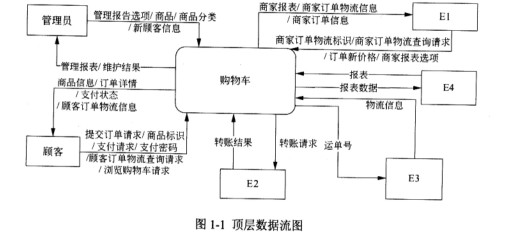 管理员
管理报告选项/ 商品/ 商品分类
/ 新顾客信息
管理报表/ 维护结果
商品信息/ 订单详情
/ 支付状态
/ 顾客订单物流信息
顾客
提交订单请求/ 商品标识
/ 支付请求/ 支付密码
/顾客订单物流查询请求
/ 浏览购物车请求
购物车
商家报表/ 商家订单物流信息
/ 商家订单信息
E1
商家订单物流标识/商家订单物流查询请求
/ 订单新价格/ 商家报表选项
报表
报表数据
E4
物流信息
转账结果
转账请求
运单号
E2
E3
图 1-1 顶层数据流图